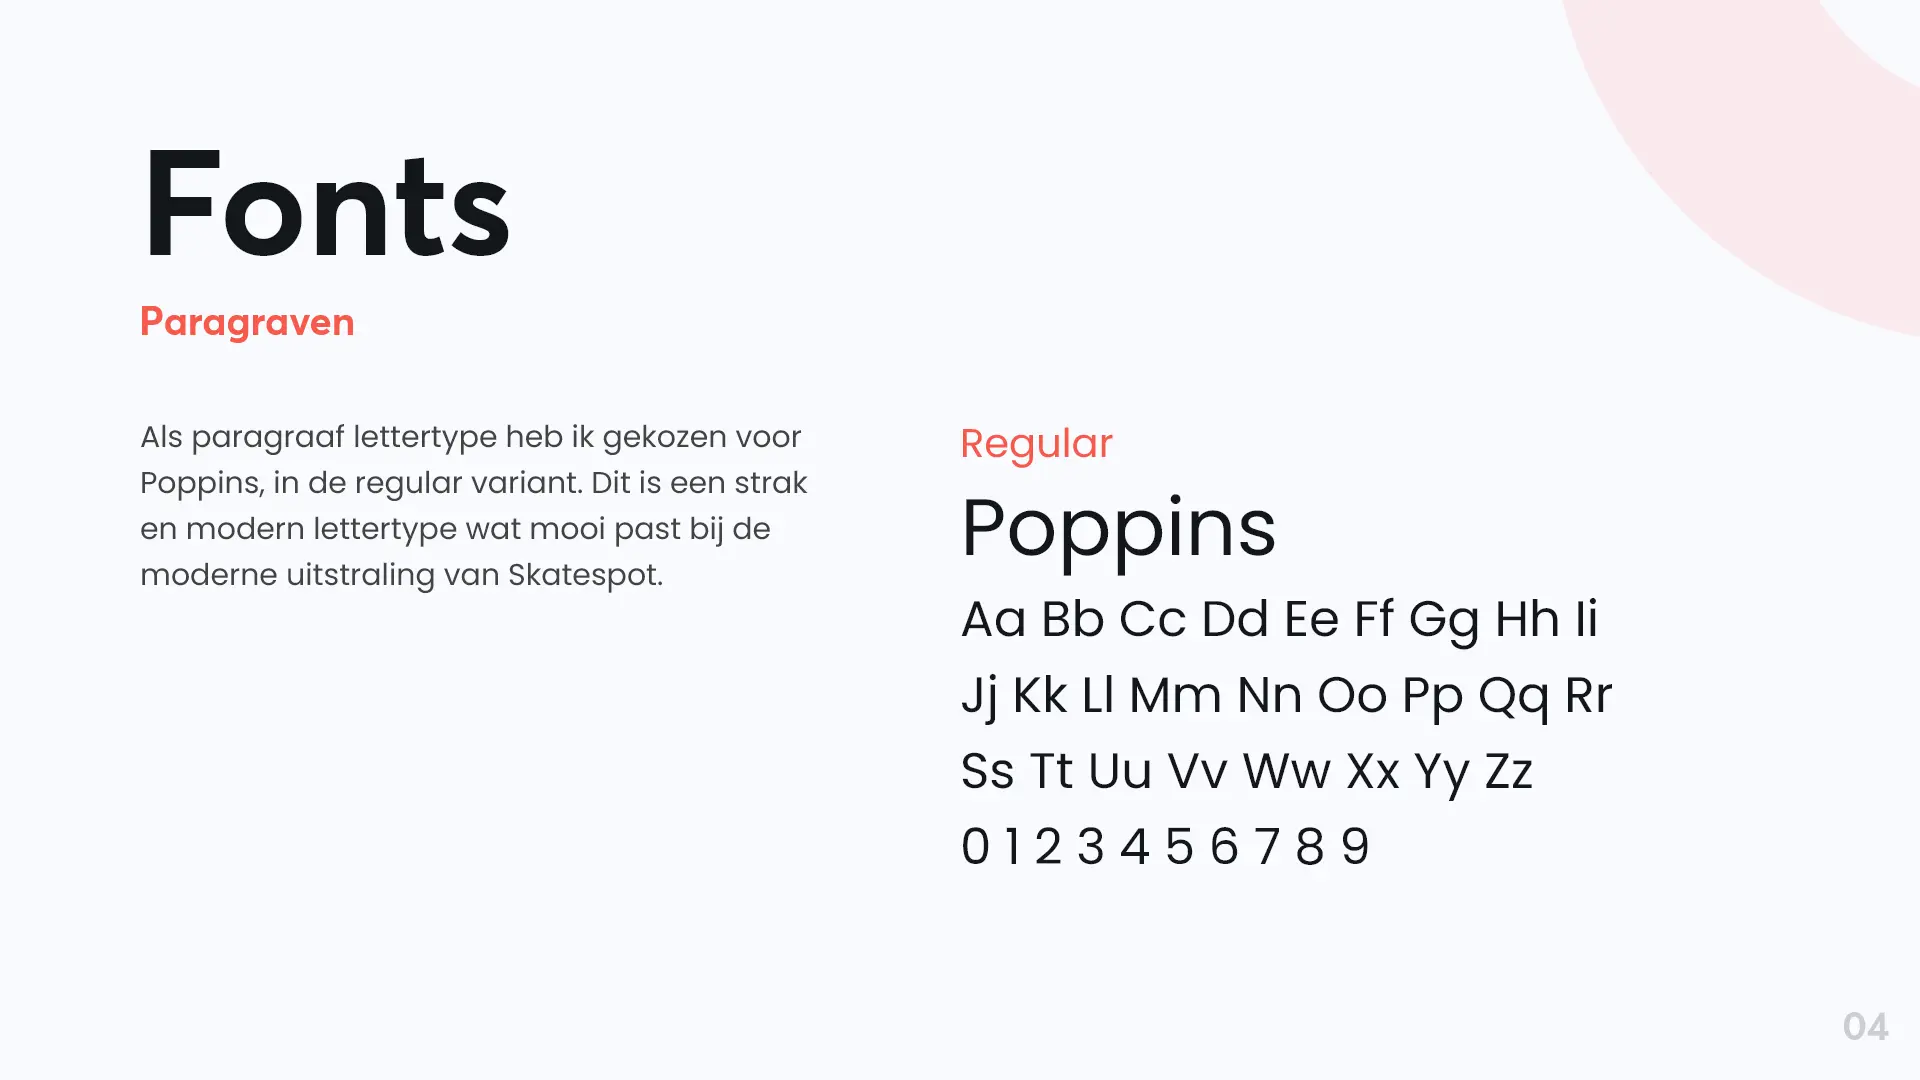 Fonts
Paragraven
Als paragraaf lettertype heb ik gekozen voor
Poppins, in de regular variant. Dit is een strak
en modern lettertype wat mooi past bij de
moderne uitstraling van Skatespot.
Regular
Poppins
Aa Bb Cc Dd Ee Ff Gg Hh Ii
Jj Kk Ll Mm Nn Oo Pp Qq Rr
Ss Tt Uu Vv Ww Xx Yy Zz
0 1 2 3 4 5 6 7 8 9
04